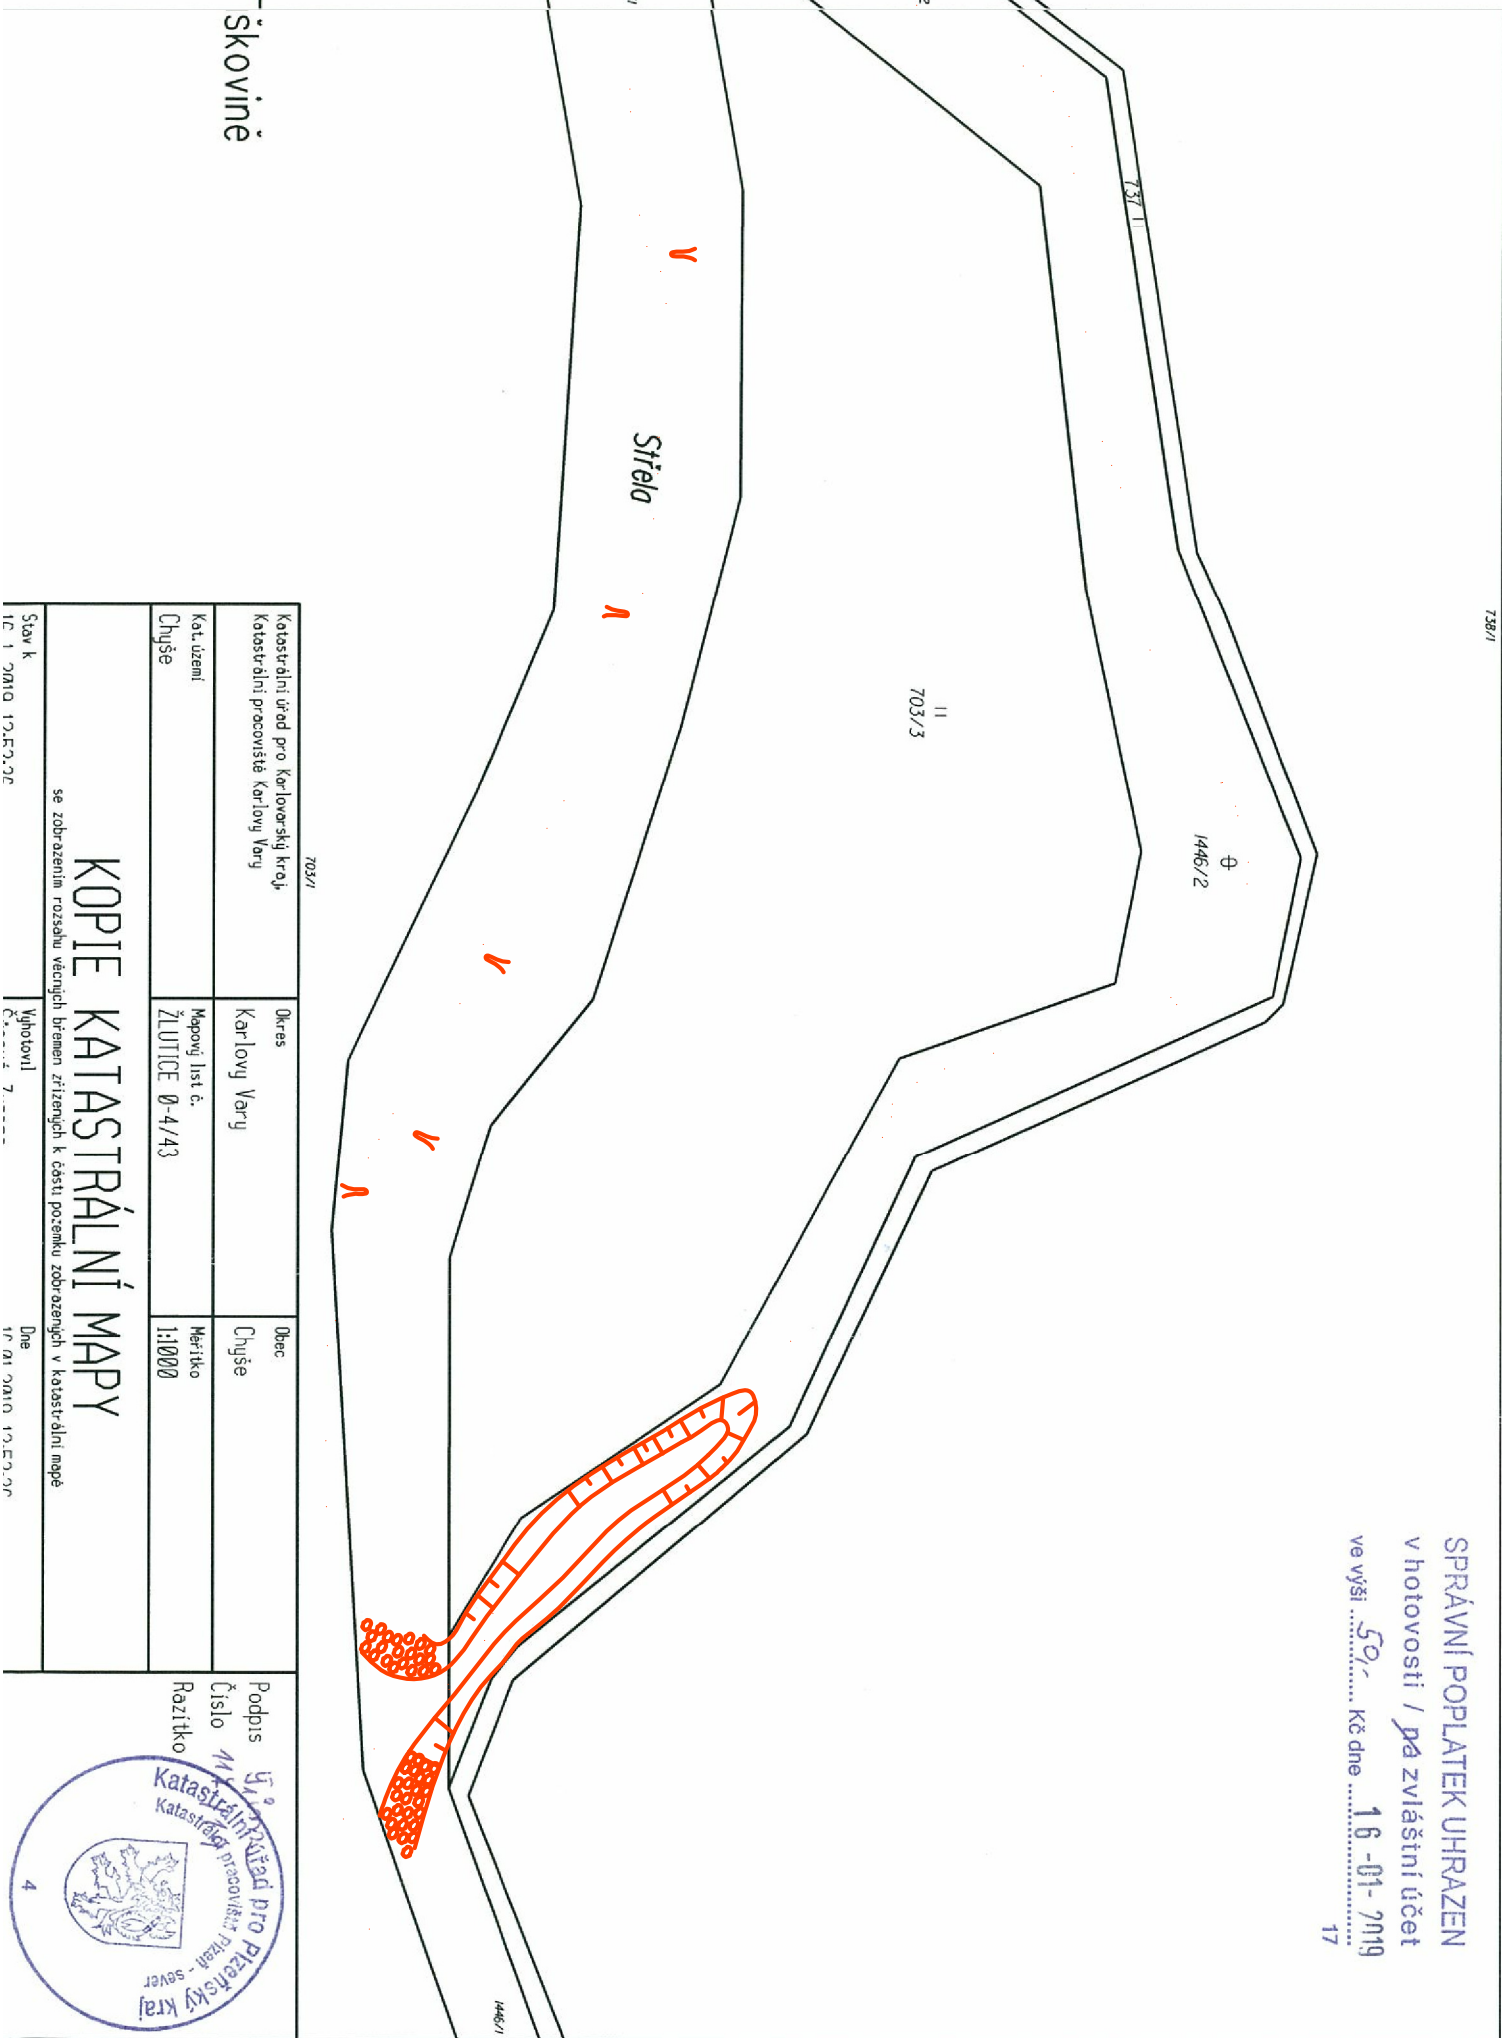 738/1
SPRÁVNÍ POPLATEK UHRAZEN
v hotovosti / na zvláštní účet
ve výši ..50,-.... Kč dne ...16-01-2019
17
737
1446/2
703/3
Střela
škovině
703/1
1446/1
Katastrální úřad pro Karlovarský kraj,
Katastrální pracoviště Karlovy Vary
Okres
Karlovy Vary
Obec
Chyše
Kat. území
Chyše
Mapový list č.
ŽLUTICE 0-4/43
Měřítko
1:1000
KOPIE KATASTRÁLNÍ MAPY
se zobrazením rozsahu věcných břemen zřízených k části pozemku zobrazených v katastrální mapě
Stav k
Vyhotovil
Dne
Podpis
Číslo
Razítko
Katastrální úřad pro Plzeňský kraj
Katastrální pracoviště Plzeň - sever
4